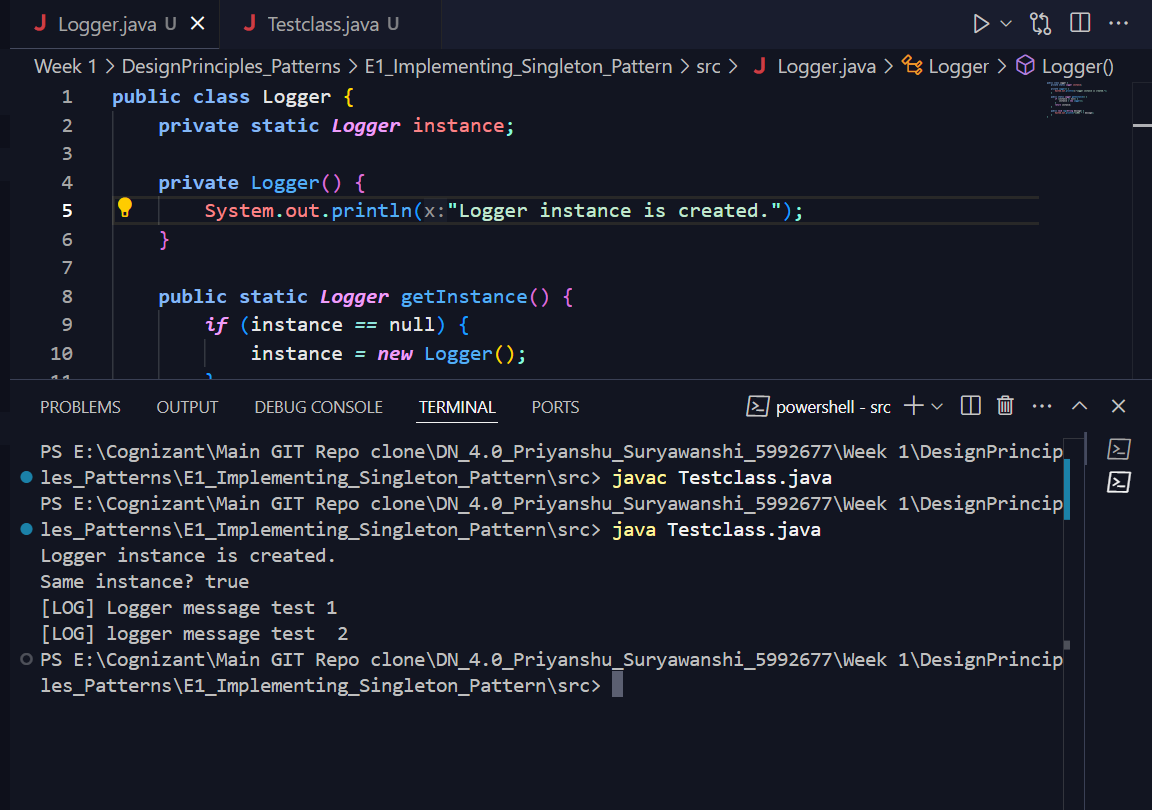 J Logger.java U × J Testclass.java U
Week 1 > DesignPrinciples_Patterns > E1_Implementing_Singleton_Pattern > src > J Logger.java > Logger > Logger()
1 public class Logger {
2 private static Logger instance;
3
4 private Logger() {
5 System.out.println(x:"Logger instance is created.");
6 }
7
8 public static Logger getInstance() {
9 if (instance == null) {
10 instance = new Logger();
PROBLEMS OUTPUT DEBUG CONSOLE TERMINAL PORTS powershell - src
PS E:\Cognizant\Main GIT Repo clone\DN_4.0_Priyanshu_Suryawanshi_5992677\Week 1\DesignPrincip
les_Patterns\E1_Implementing_Singleton_Pattern\src> javac Testclass.java
PS E:\Cognizant\Main GIT Repo clone\DN_4.0_Priyanshu_Suryawanshi_5992677\Week 1\DesignPrincip
les_Patterns\E1_Implementing_Singleton_Pattern\src> java Testclass.java
Logger instance is created.
Same instance? true
[LOG] Logger message test 1
[LOG] logger message test  2
PS E:\Cognizant\Main GIT Repo clone\DN_4.0_Priyanshu_Suryawanshi_5992677\Week 1\DesignPrincip
les_Patterns\E1_Implementing_Singleton_Pattern\src>